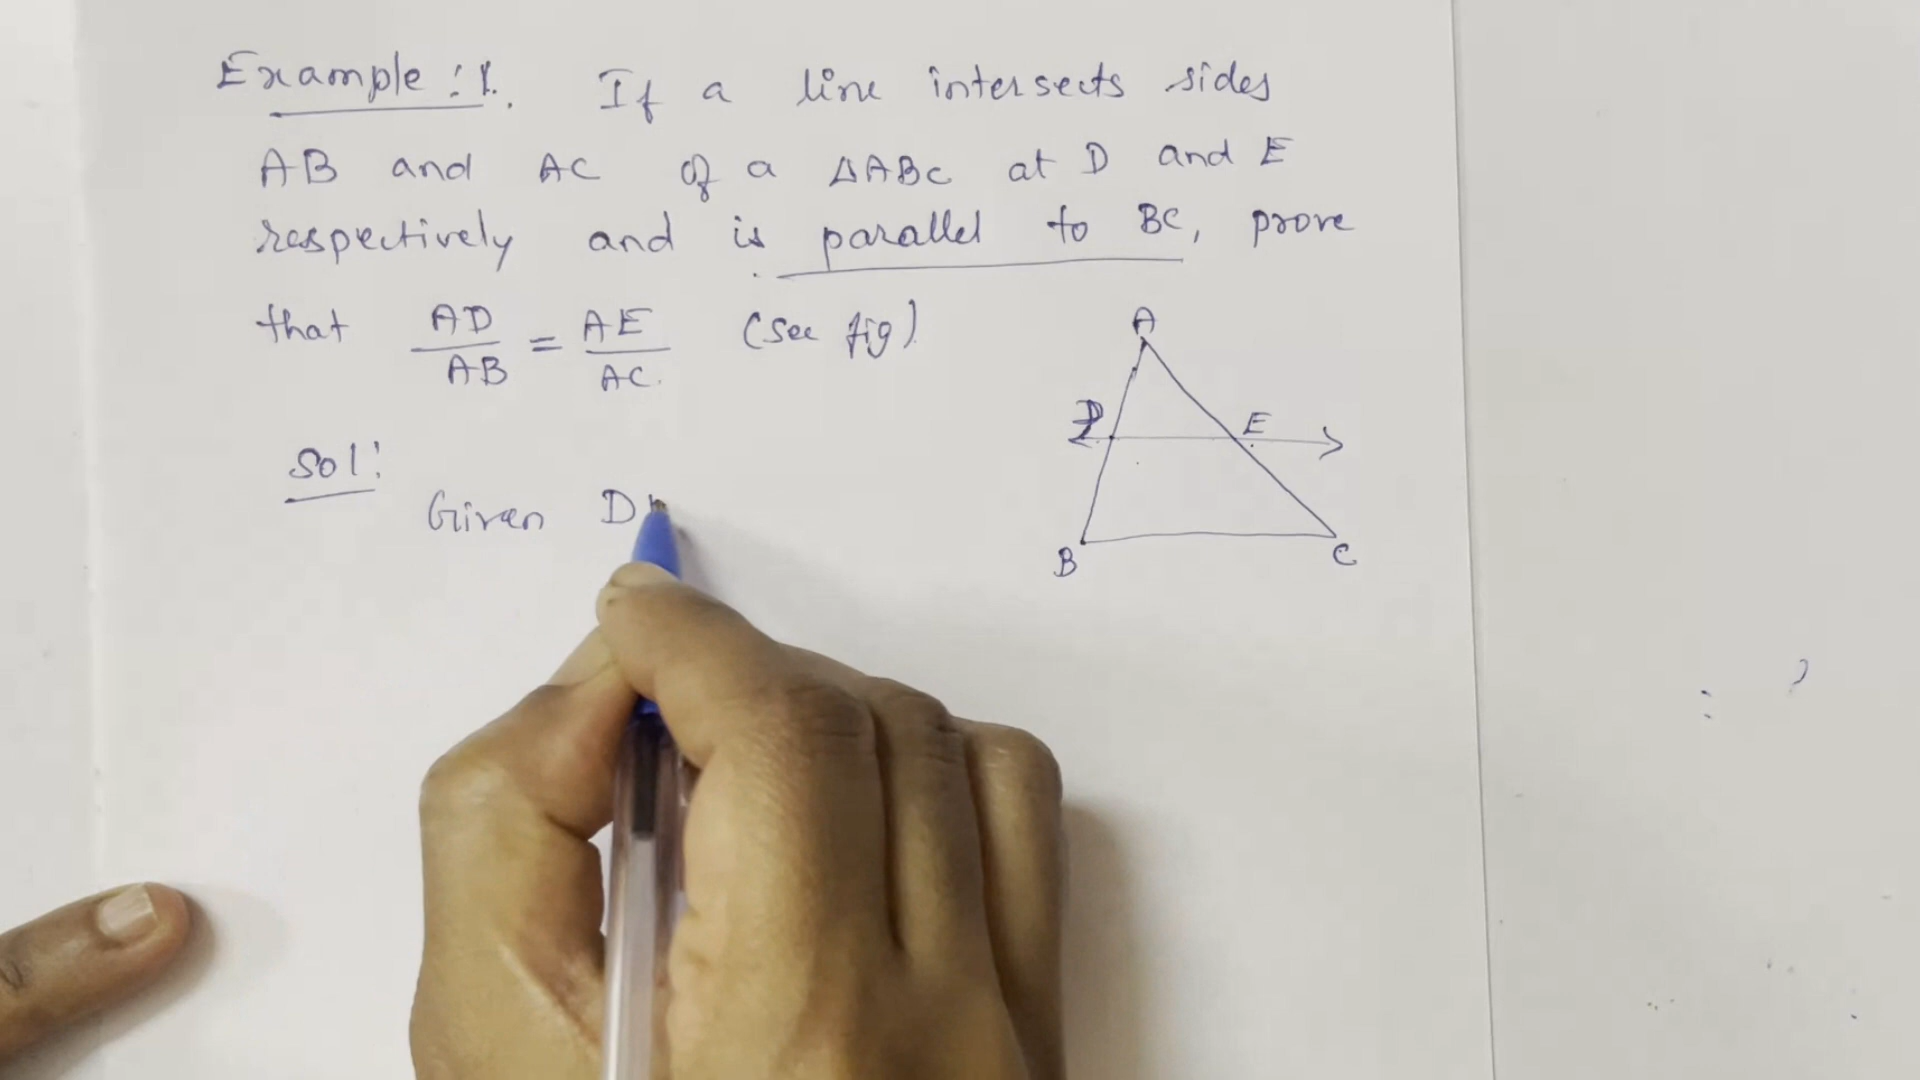 Example : 1. If a line intersects sides
AB and AC of a ΔABC at D and E
respectively and is parallel to BC, prove
that AD/AB = AE/AC. (See fig).
A
D E
B C
Sol:
Given D